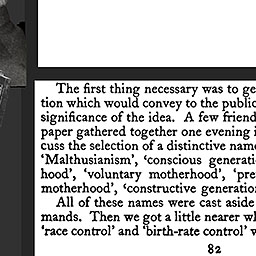 The first thing necessary was to ge
tion which would convey to the public
significance of the idea. A few friend
paper gathered together one evening i
cuss the selection of a distinctive name
'Malthusianism', 'conscious generati
hood', 'voluntary motherhood', 'pre
motherhood', 'constructive generation
All of these names were cast aside
mands. Then we got a little nearer wh
'race control' and 'birth-rate control' w
82